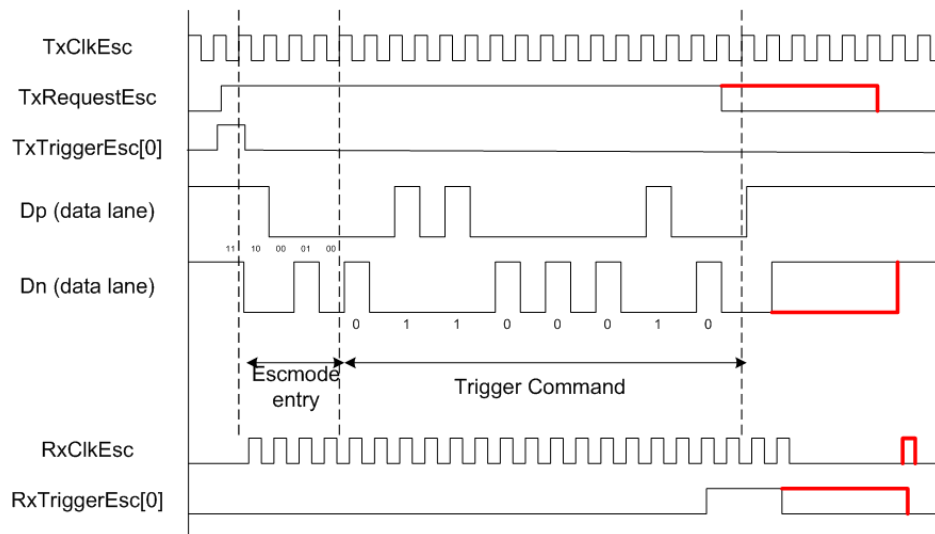 TxClkEsc
TxRequestEsc
TxTriggerEsc[0]
Dp (data lane)
11 10 00 01 00
Dn (data lane)
0 1 1 0 0 0 1 0
Escmode
entry
Trigger Command
RxClkEsc
RxTriggerEsc[0]